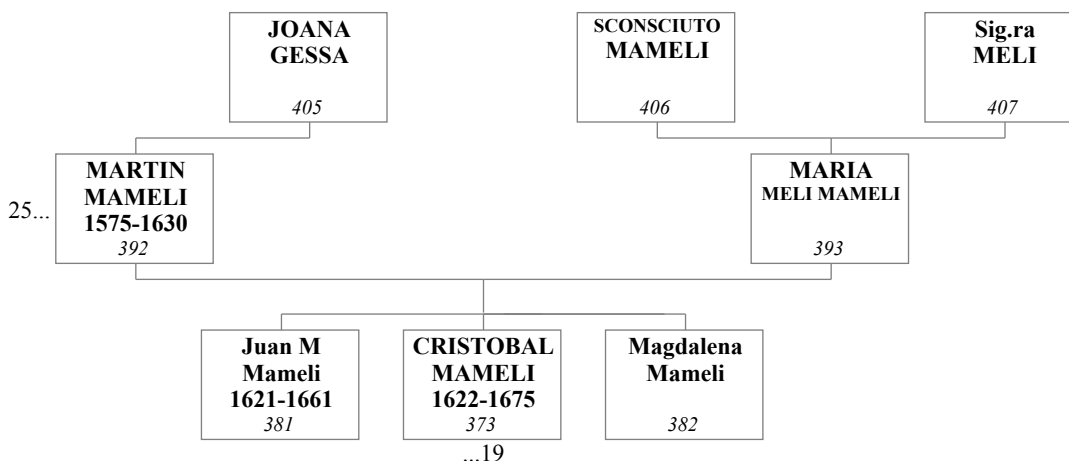 JOANA
GESSA
405
SCONSCIUTO
MAMELI
406
Sig.ra
MELI
407
25...
MARTIN
MAMELI
1575-1630
392
MARIA
MELI MAMELI
393
Juan M
Mameli
1621-1661
381
CRISTOBAL
MAMELI
1622-1675
373
Magdalena
Mameli
382
...19